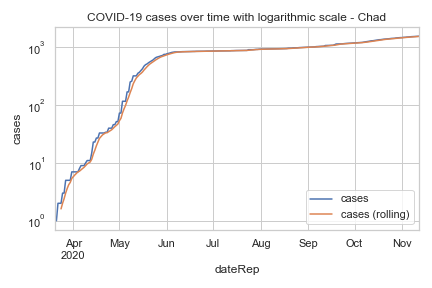 COVID-19 cases over time with logarithmic scale - Chad
cases
10³
10²
10¹
10⁰
cases
cases (rolling)
Apr
2020
May
Jun
Jul
Aug
Sep
Oct
Nov
dateRep